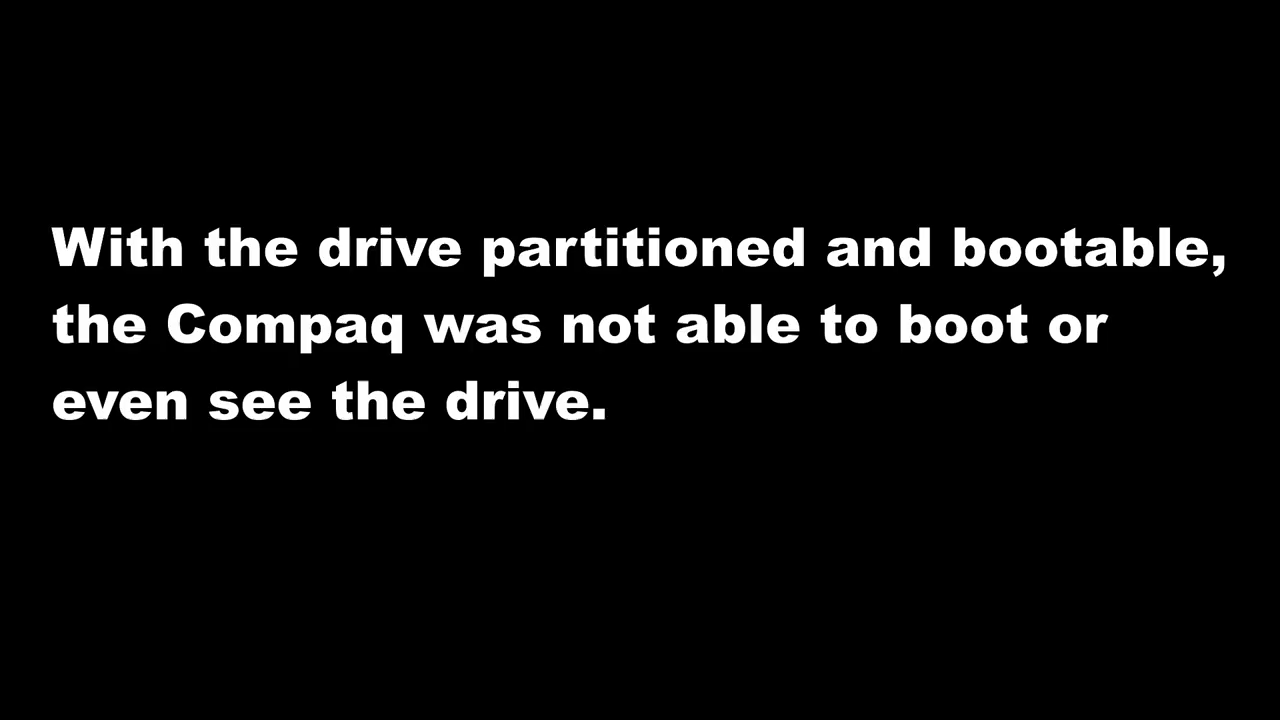 With the drive partitioned and bootable,
the Compaq was not able to boot or
even see the drive.